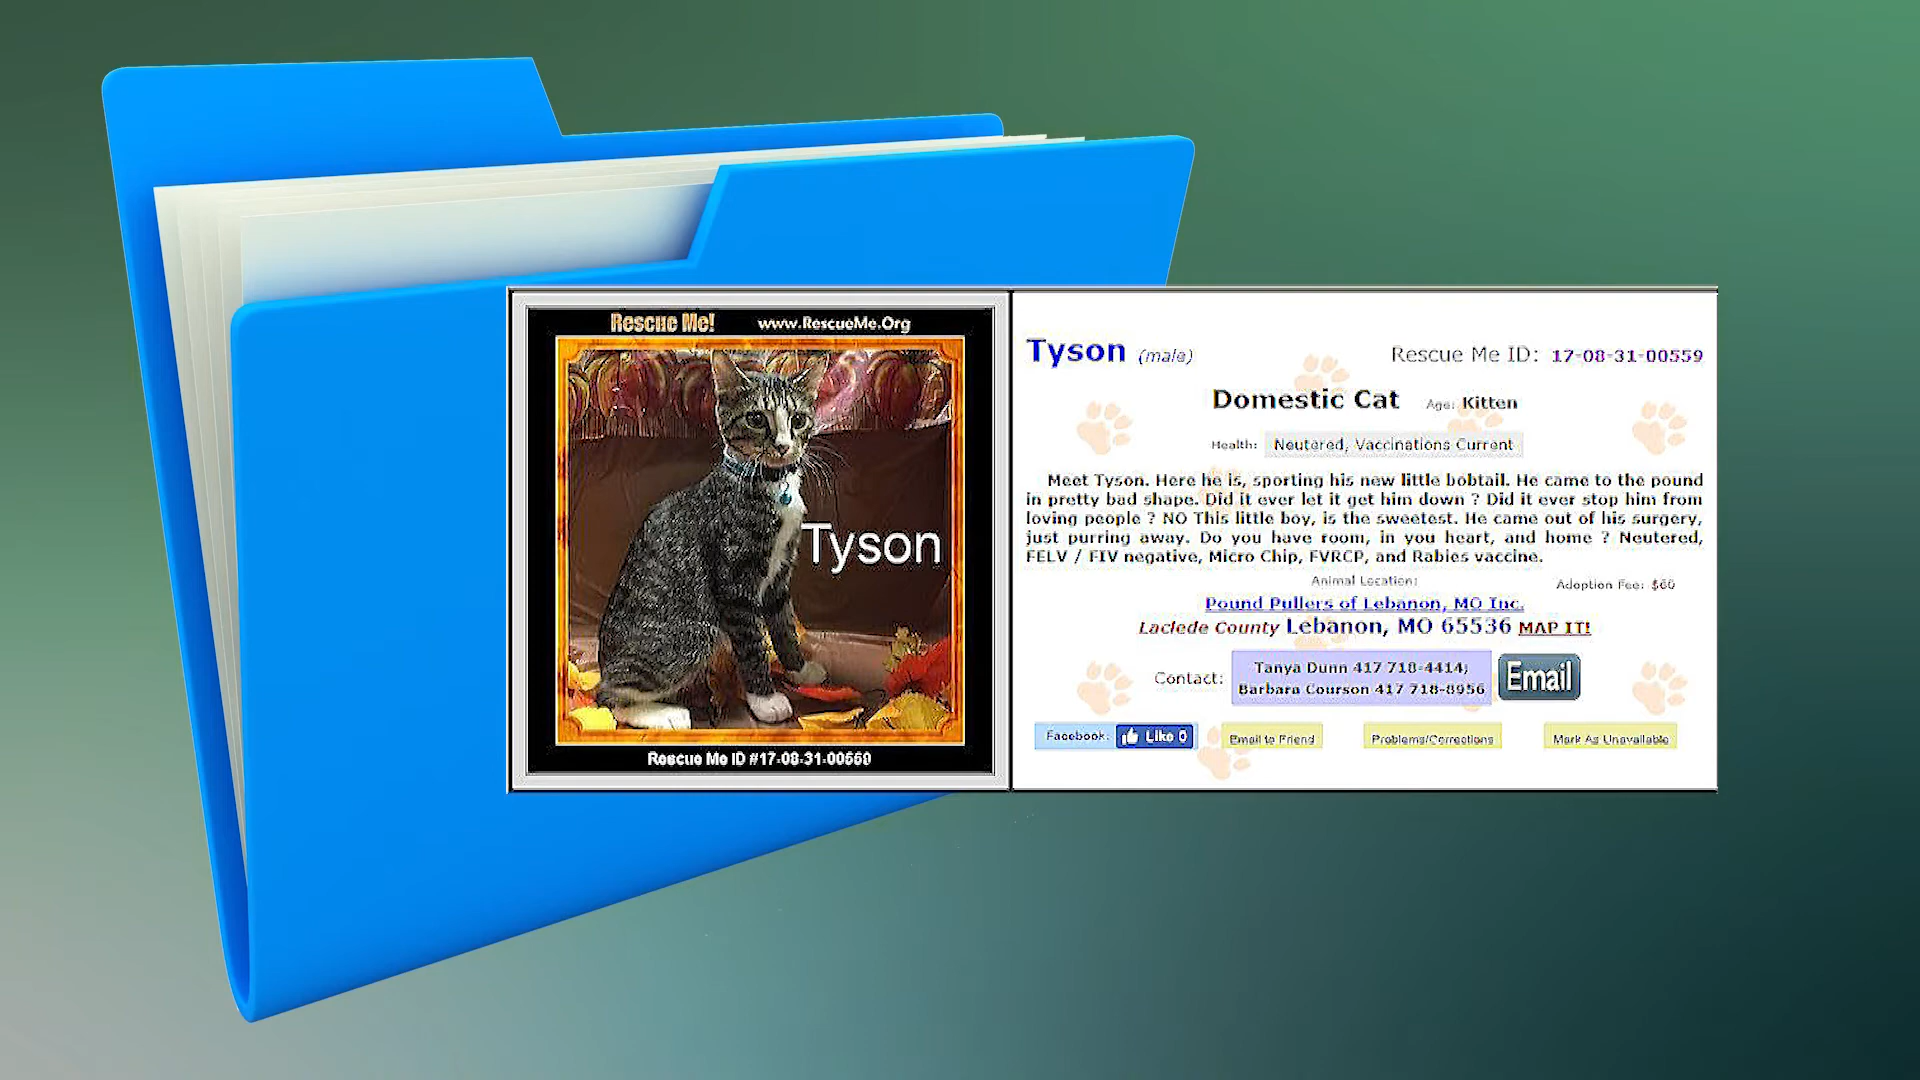 Rescue Me! www.RescueMe.Org
Tyson
Rescue Me ID #17-08-31-00559
Tyson (male) Rescue Me ID: 17-08-31-00559
Domestic Cat Age: Kitten
Health: Neutered, Vaccinations Current
Meet Tyson. Here he is, sporting his new little bobtail. He came to the pound
in pretty bad shape. Did it ever let it get him down ? Did it ever stop him from
loving people ? NO This little boy, is the sweetest. He came out of his surgery,
just purring away. Do you have room, in you heart, and home ? Neutered,
FELV / FIV negative, Micro Chip, FVRCP, and Rabies vaccine.
Animal Location: Adoption Fee: $60
Pound Pullers of Lebanon, MO Inc.
Laclede County Lebanon, MO 65536 MAP IT!
Contact: Tanya Dunn 417 718-4414; Email
Barbara Courson 417 718-8956
Facebook: Like 0 Email to Friend Problems/Corrections Mark As Unavailable